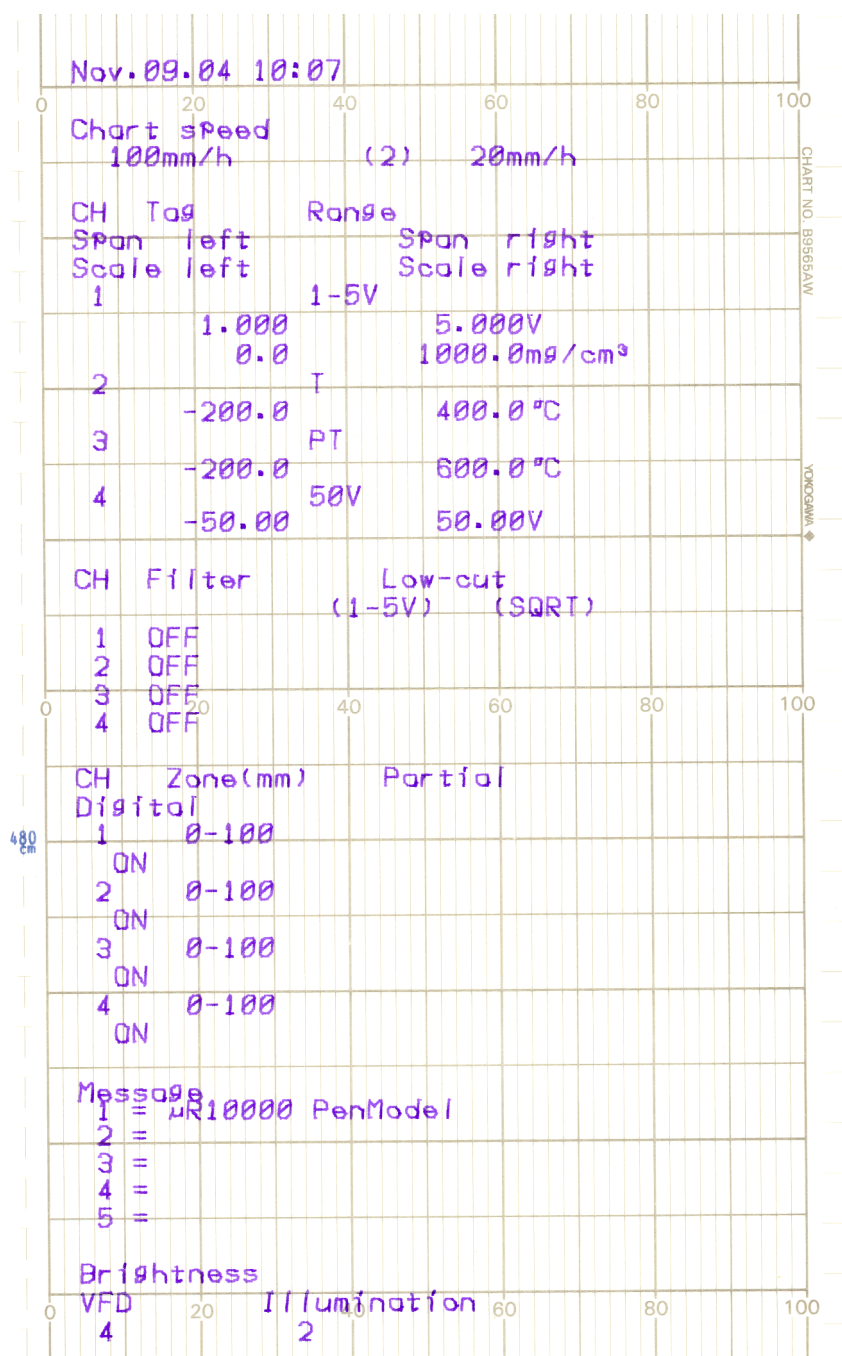 Nov.09.04 10:07
0 20 40 60 80 100
Chart speed
100mm/h (2) 20mm/h
CHART NO. B9565AW
CH Tag Range
Span left Span right
Scale left Scale right
1 1-5V
1.000 5.000V
0.0 1000.0mg/cm³
2 T
-200.0 400.0°C
3 PT
-200.0 600.0°C
YOKOGAWA
4 50V
-50.00 50.00V
CH Filter Low-cut
(1-5V) (SQRT)
1 OFF
2 OFF
3 OFF
0 20 40 60 80 100
4 OFF
CH Zone(mm) Partial
Digital
480 cm
1 0-100
ON
2 0-100
ON
3 0-100
ON
4 0-100
ON
Message
1 = µR10000 PenModel
2 =
3 =
4 =
5 =
Brightness
VFD Illumination
0 20 40 60 80 100
4 2